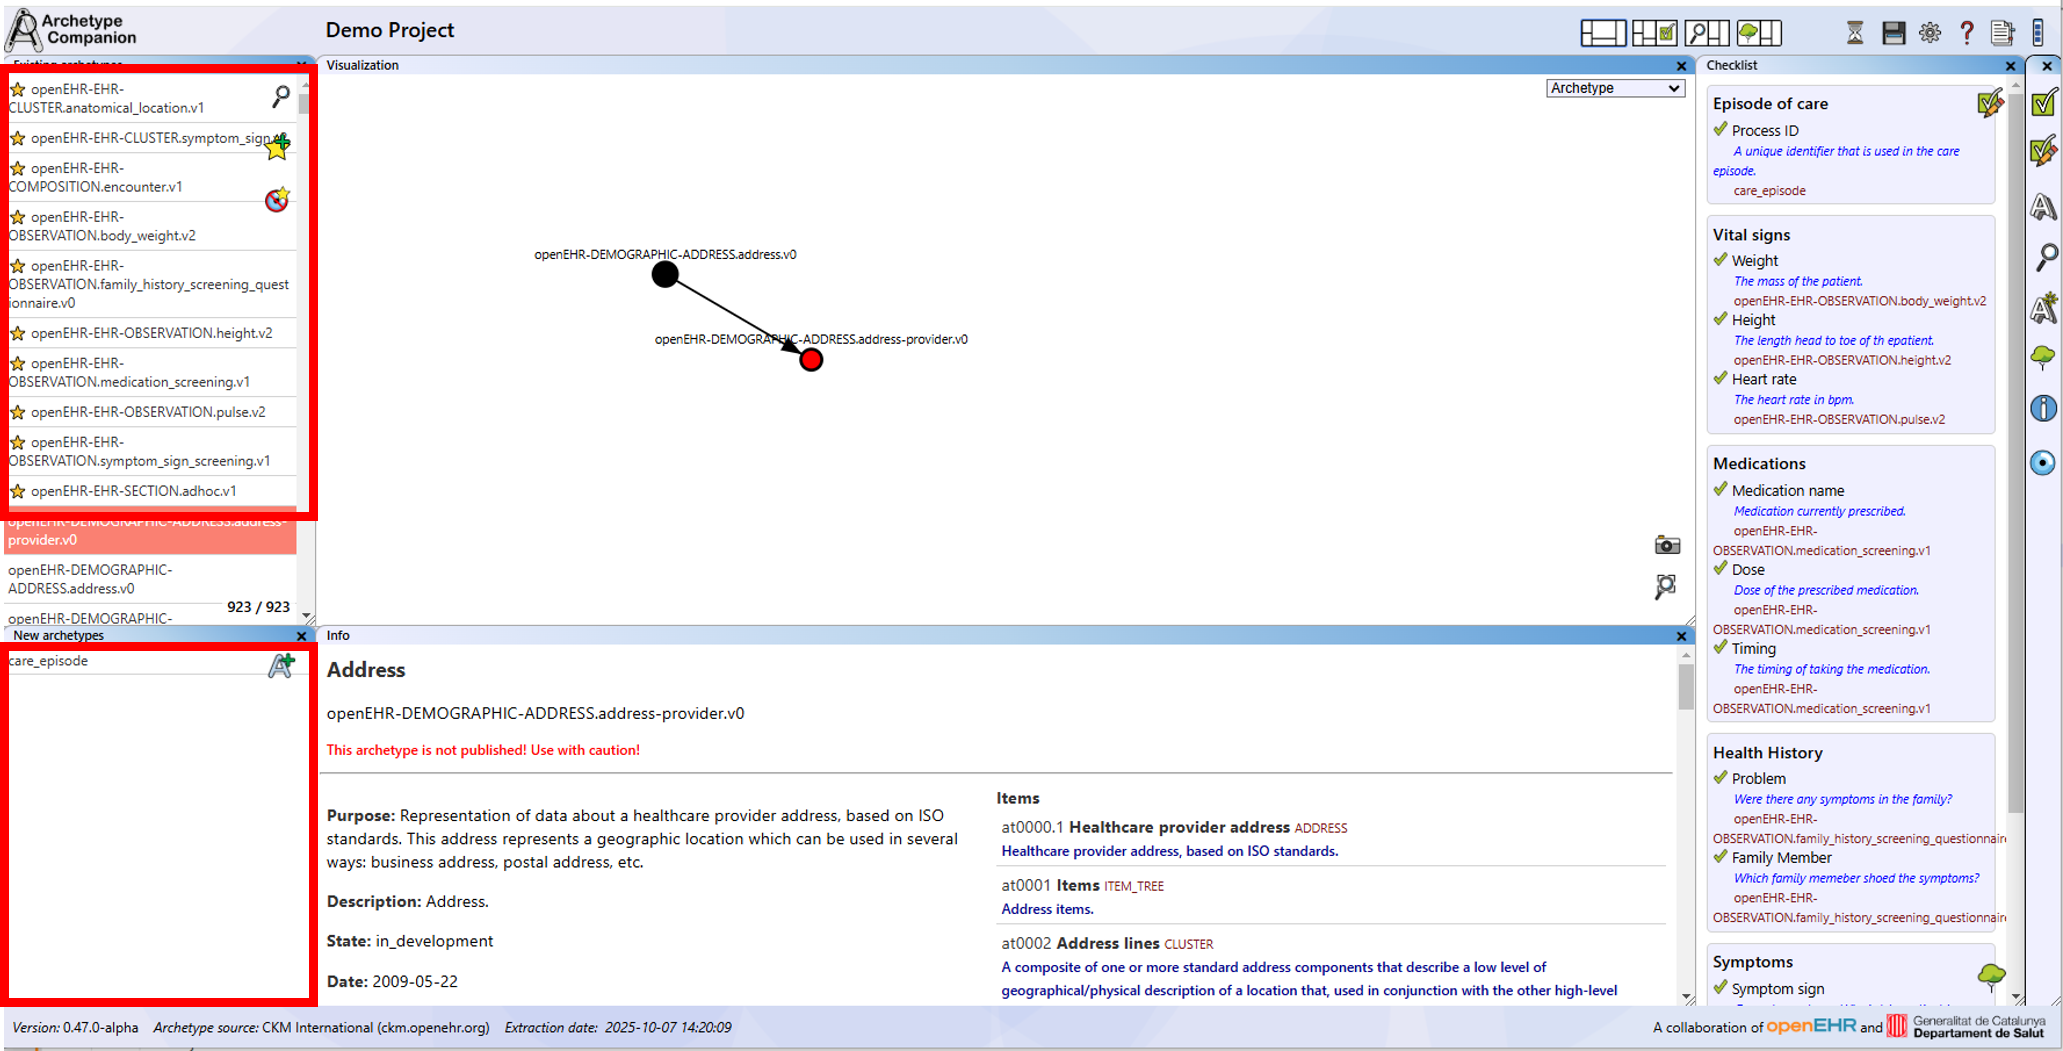 Archetype
Companion
Demo Project
Visualization
Checklist
openEHR-EHR-
CLUSTER.anatomical_location.v1
openEHR-EHR-CLUSTER.symptom_sign.
openEHR-EHR-
COMPOSITION.encounter.v1
openEHR-EHR-
OBSERVATION.body_weight.v2
openEHR-EHR-
OBSERVATION.family_history_screening_quest
ionnaire.v0
openEHR-EHR-OBSERVATION.height.v2
openEHR-EHR-
OBSERVATION.medication_screening.v1
openEHR-EHR-OBSERVATION.pulse.v2
openEHR-EHR-
OBSERVATION.symptom_sign_screening.v1
openEHR-EHR-SECTION.adhoc.v1
openEHR-DEMOGRAPHIC-ADDRESS.address-
provider.v0
openEHR-DEMOGRAPHIC-
ADDRESS.address.v0
923 / 923
openEHR-DEMOGRAPHIC-
New archetypes
care_episode
Archetype
openEHR-DEMOGRAPHIC-ADDRESS.address.v0
openEHR-DEMOGRAPHIC-ADDRESS.address-provider.v0
Info
Address
openEHR-DEMOGRAPHIC-ADDRESS.address-provider.v0
This archetype is not published! Use with caution!
Purpose: Representation of data about a healthcare provider address, based on ISO
standards. This address represents a geographic location which can be used in several
ways: business address, postal address, etc.
Description: Address.
State: in_development
Date: 2009-05-22
Items
at0000.1 Healthcare provider address ADDRESS
Healthcare provider address, based on ISO standards.
at0001 Items ITEM_TREE
Address items.
at0002 Address lines CLUSTER
A composite of one or more standard address components that describe a low level of
geographical/physical description of a location that, used in conjunction with the other high-level
Episode of care
Process ID
A unique identifier that is used in the care
episode.
care_episode
Vital signs
Weight
The mass of the patient.
openEHR-EHR-OBSERVATION.body_weight.v2
Height
The length head to toe of th epatient.
openEHR-EHR-OBSERVATION.height.v2
Heart rate
The heart rate in bpm.
openEHR-EHR-OBSERVATION.pulse.v2
Medications
Medication name
Medication currently prescribed.
openEHR-EHR-
OBSERVATION.medication_screening.v1
Dose
Dose of the prescribed medication.
openEHR-EHR-
OBSERVATION.medication_screening.v1
Timing
The timing of taking the medication.
openEHR-EHR-
OBSERVATION.medication_screening.v1
Health History
Problem
Were there any symptoms in the family?
openEHR-EHR-
OBSERVATION.family_history_screening_questionnaire
Family Member
Which family memeber shoed the symptoms?
openEHR-EHR-
OBSERVATION.family_history_screening_questionnaire
Symptoms
Symptom sign
Version: 0.47.0-alpha Archetype source: CKM International (ckm.openehr.org) Extraction date: 2025-10-07 14:20:09
A collaboration of openEHR and Generalitat de Catalunya
Departament de Salut